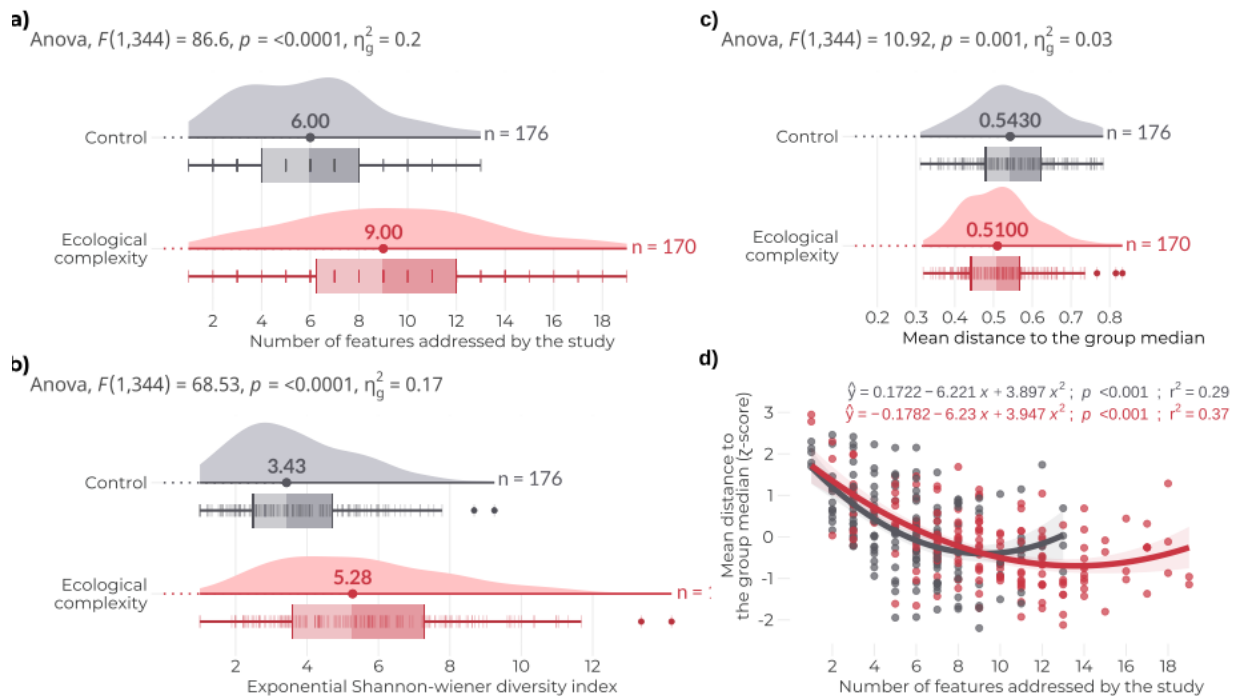 a)
Anova, F(1,344) = 86.6, p = <0.0001, η²g = 0.2
6.00
Control
n = 176
9.00
Ecological
complexity
n = 170
2 4 6 8 10 12 14 16 18
Number of features addressed by the study
b)
Anova, F(1,344) = 68.53, p = <0.0001, η²g = 0.17
3.43
Control
n = 176
5.28
Ecological
complexity
n =
2 4 6 8 10 12
Exponential Shannon-wiener diversity index
c)
Anova, F(1,344) = 10.92, p = 0.001, η²g = 0.03
0.5430
Control
n = 176
0.5100
Ecological
complexity
n = 170
0.2 0.3 0.4 0.5 0.6 0.7 0.8
Mean distance to the group median
d)
ŷ = 0.1722 − 6.221 x + 3.897 x² ; p <0.001 ; r² = 0.29
ŷ = −0.1782 − 6.23 x + 3.947 x² ; p <0.001 ; r² = 0.37
Mean distance to
the group median (z-score)
3
2
1
0
-1
-2
2 4 6 8 10 12 14 16 18
Number of features addressed by the study